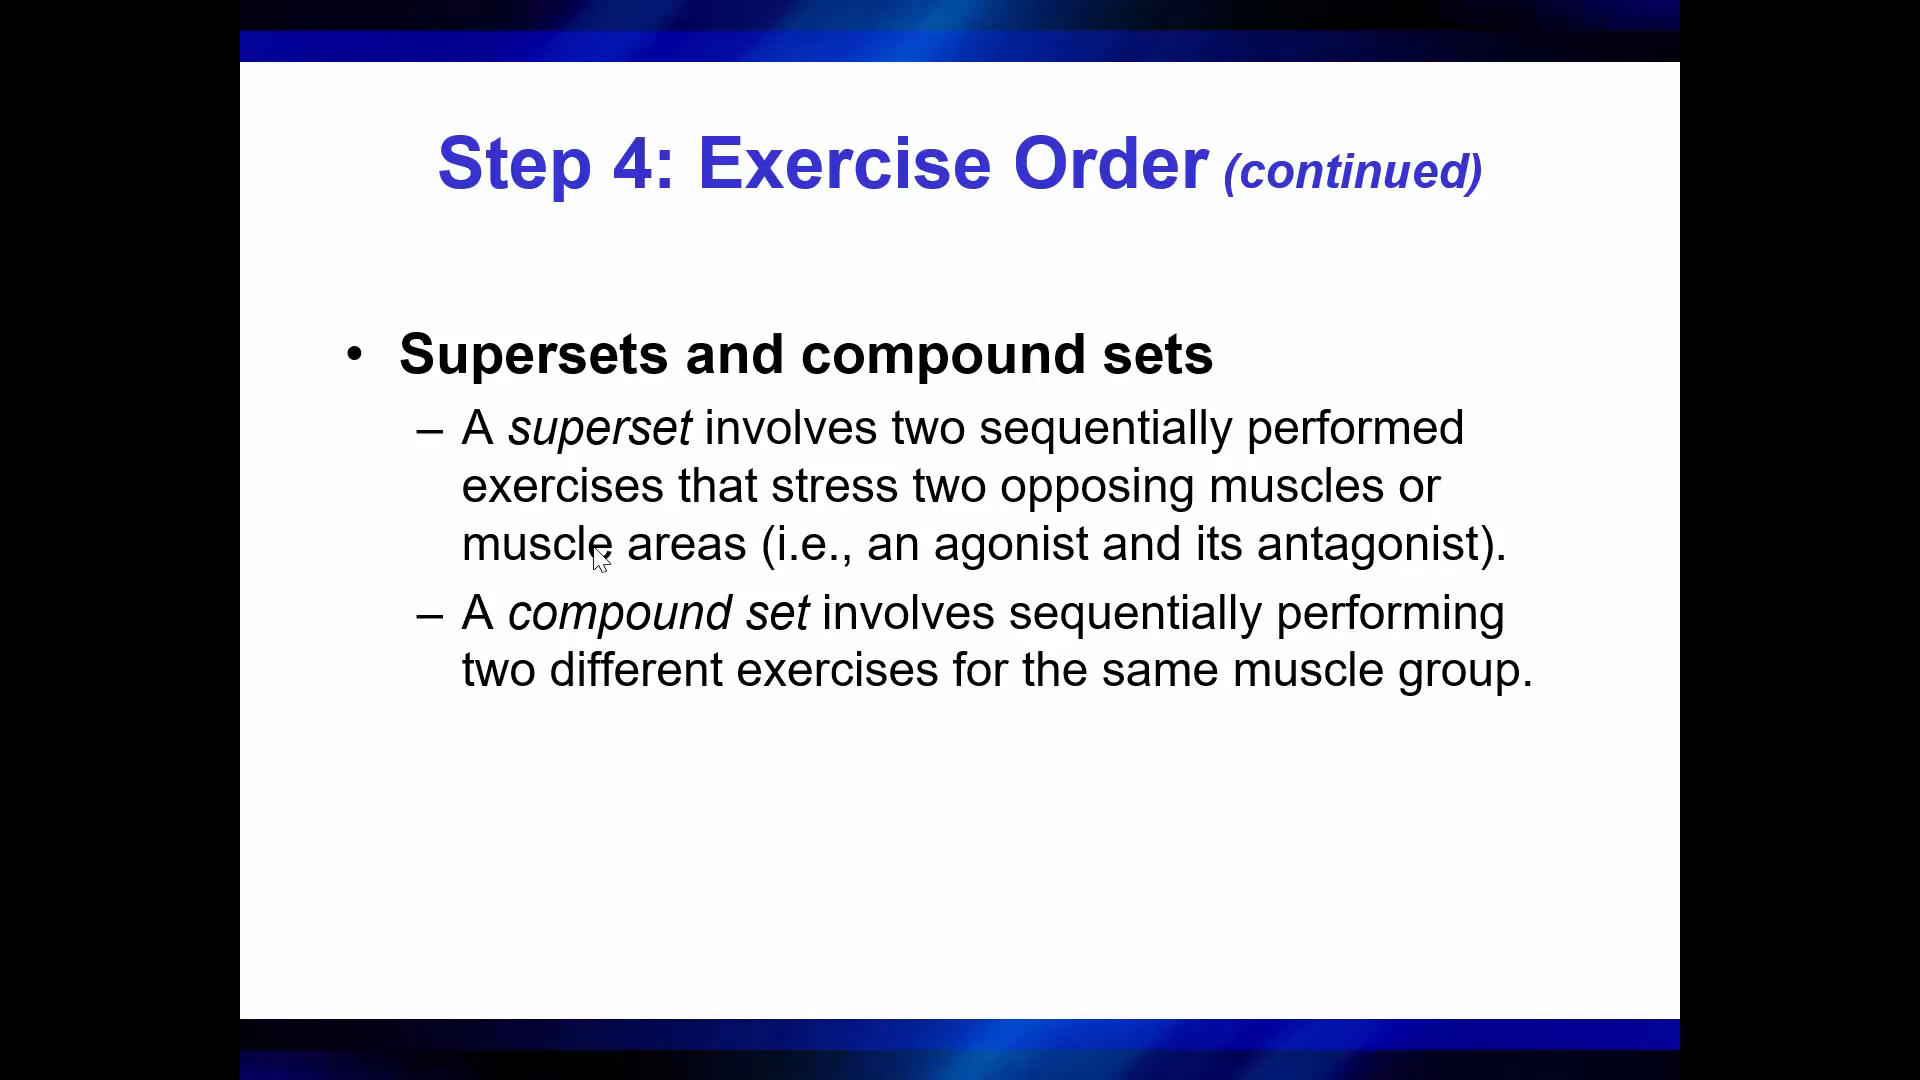 Step 4: Exercise Order (continued)
• Supersets and compound sets
– A superset involves two sequentially performed
exercises that stress two opposing muscles or
muscle areas (i.e., an agonist and its antagonist).
– A compound set involves sequentially performing
two different exercises for the same muscle group.